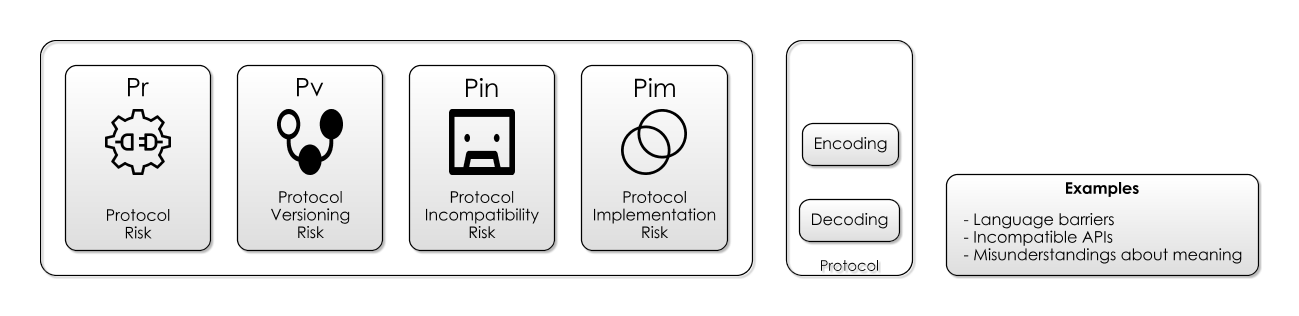 Pr
Protocol
Risk
Pv
Protocol
Versioning
Risk
Pin
Protocol
Incompatibility
Risk
Pim
Protocol
Implementation
Risk
Encoding
Decoding
Protocol
Examples
- Language barriers
- Incompatible APIs
- Misunderstandings about meaning